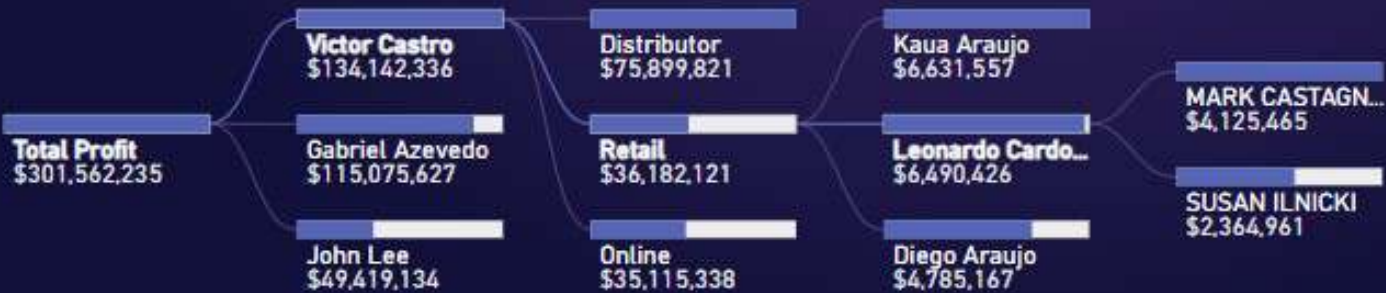 Total Profit
$301,562,235
Victor Castro
$134,142,336
Gabriel Azevedo
$115,075,627
John Lee
$49,419,134
Distributor
$75,899,821
Retail
$36,182,121
Online
$35,115,338
Kaua Araujo
$6,631,557
Leonardo Cardo...
$6,490,426
Diego Araujo
$4,785,167
MARK CASTAGN...
$4,125,465
SUSAN ILNICKI
$2,364,961